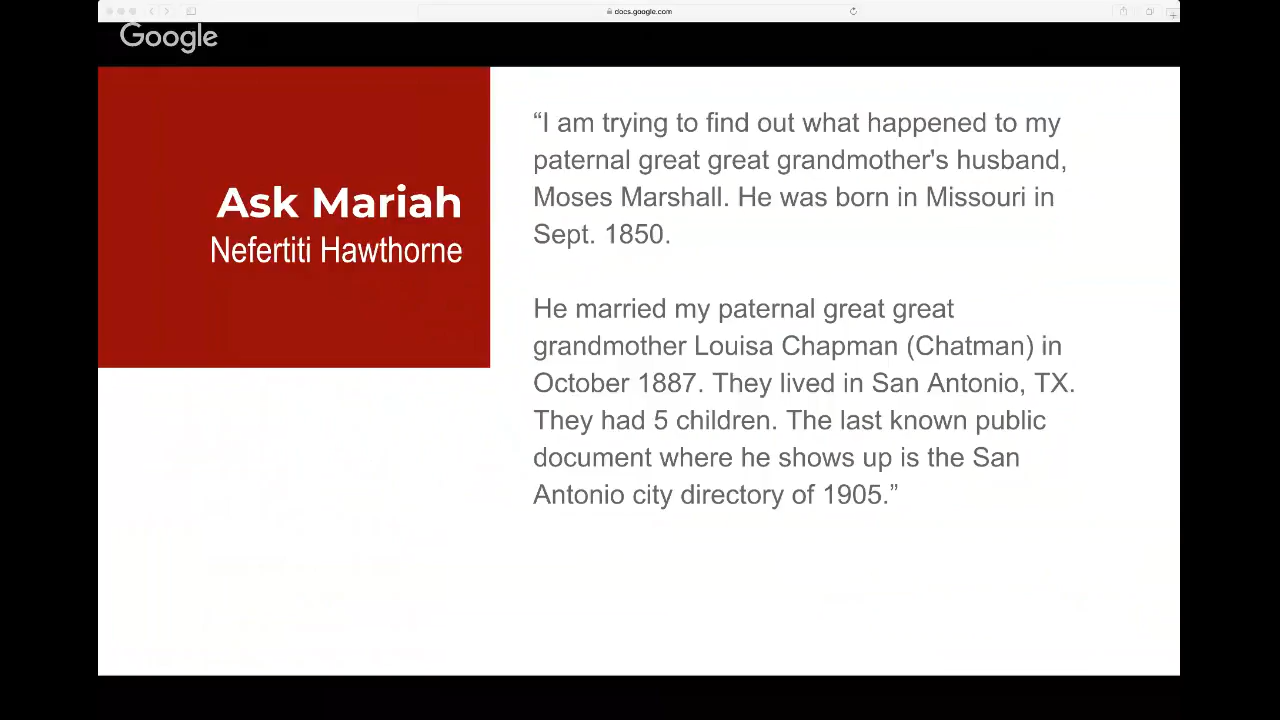 docs.google.com
Google
Ask Mariah
Nefertiti Hawthorne
“I am trying to find out what happened to my
paternal great great grandmother's husband,
Moses Marshall. He was born in Missouri in
Sept. 1850.
He married my paternal great great
grandmother Louisa Chapman (Chatman) in
October 1887. They lived in San Antonio, TX.
They had 5 children. The last known public
document where he shows up is the San
Antonio city directory of 1905.”